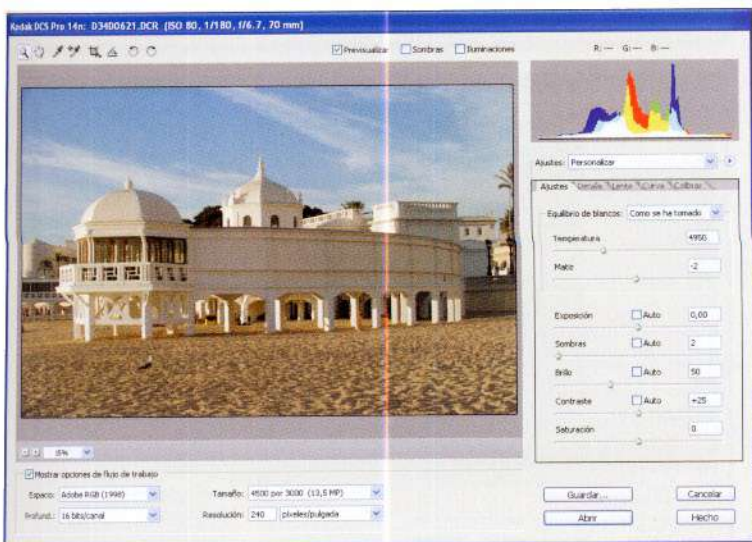 Kodak DCS Pro 14n: D34D0621.DCR (ISO 80, 1/180, f/6.7, 70 mm)
Previsualizar Sombras Iluminaciones
R: --- G: --- B: ---
Ajustes: Personalizar
Ajustes Detalle Lente Curva Calibrar
Equilibrio de blancos: Como se ha tomado
Temperatura 4950
Matiz -2
Exposición Auto 0,00
Sombras Auto 2
Brillo Auto 50
Contraste Auto +25
Saturación 0
15%
Mostrar opciones de flujo de trabajo
Espacio: Adobe RGB (1998)
Tamaño: 4500 por 3000 (13,5 MP)
Profund.: 16 bits/canal
Resolución: 240 píxeles/pulgada
Guardar... Cancelar
Abrir Hecho